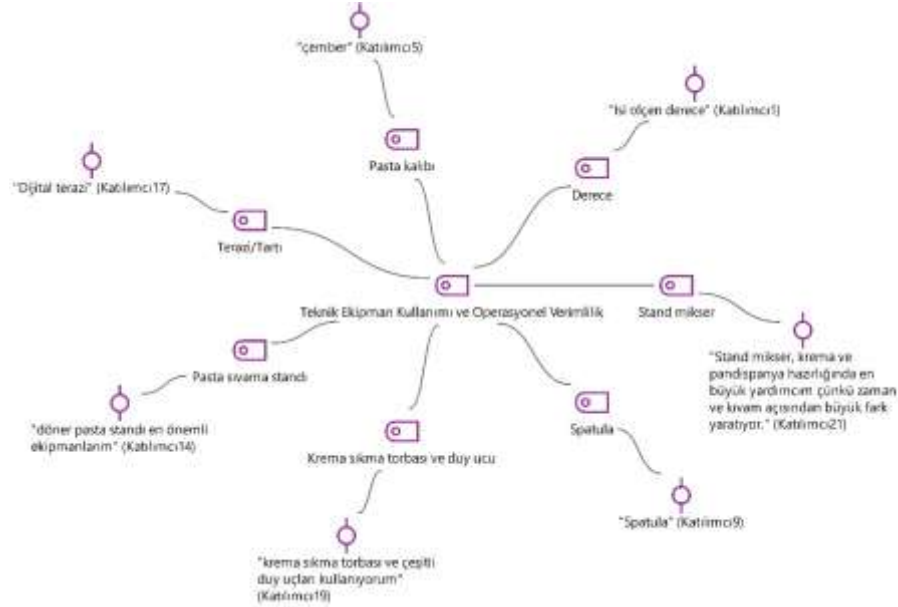 "çember" (Katılımcı5)
"Isı ölçen derece" (Katılımcı1)
Pasta kalıbı
"Dijital terazi" (Katılımcı17)
Derece
Terazi/Tartı
Teknik Ekipman Kullanımı ve Operasyonel Verimlilik
Stand mikser
"Stand mikser, krema ve
pandispanya hazırlığında en
büyük yardımcım çünkü zaman
ve kıvam açısından büyük fark
yaratıyor." (Katılımcı21)
Pasta sıvama standı
"döner pasta standı en önemli
ekipmanlarım" (Katılımcı14)
Spatula
Krema sıkma torbası ve duy ucu
"Spatula" (Katılımcı9)
"krema sıkma torbası ve çeşitli
duy uçları kullanıyorum"
(Katılımcı19)